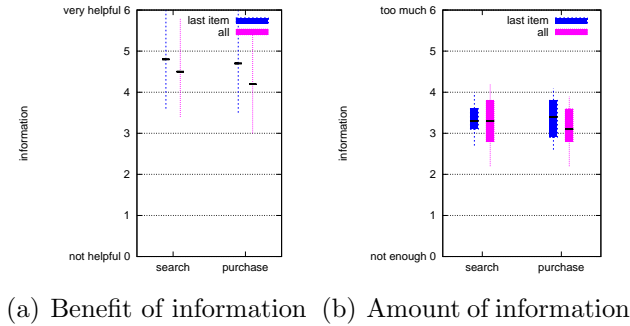 very helpful 6
last item
all
5
4
information
3
2
1
not helpful 0
search purchase
too much 6
last item
all
5
4
information
3
2
1
not enough 0
search purchase
(a) Benefit of information (b) Amount of information